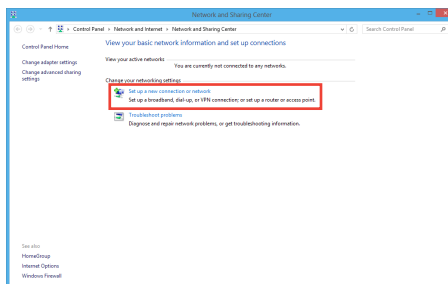 Network and Sharing Center
Control Panel ▸ Network and Internet ▸ Network and Sharing Center
Search Control Panel
Control Panel Home
Change adapter settings
Change advanced sharing
settings
View your basic network information and set up connections
View your active networks
You are currently not connected to any networks.
Change your networking settings
Set up a new connection or network
Set up a broadband, dial-up, or VPN connection; or set up a router or access point.
Troubleshoot problems
Diagnose and repair network problems, or get troubleshooting information.
See also
HomeGroup
Internet Options
Windows Firewall